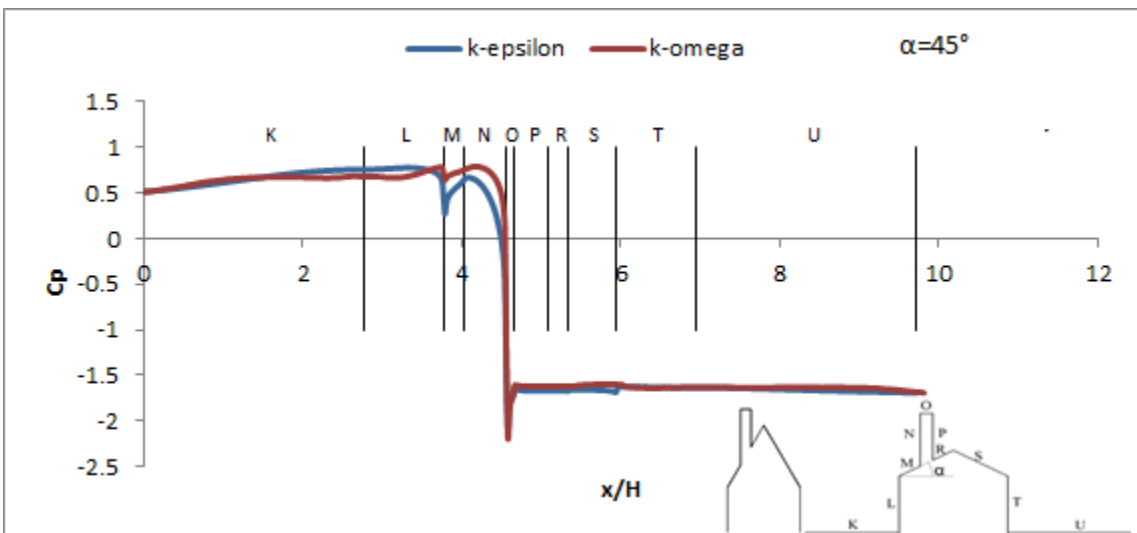 k-epsilon k-omega α=45°
1.5
K L M N O P R S T U
1
0.5
0
0 2 4 6 8 10 12
Cp
-0.5
-1
-1.5
-2
-2.5
x/H
O
N P
R S
M α
L T
K U